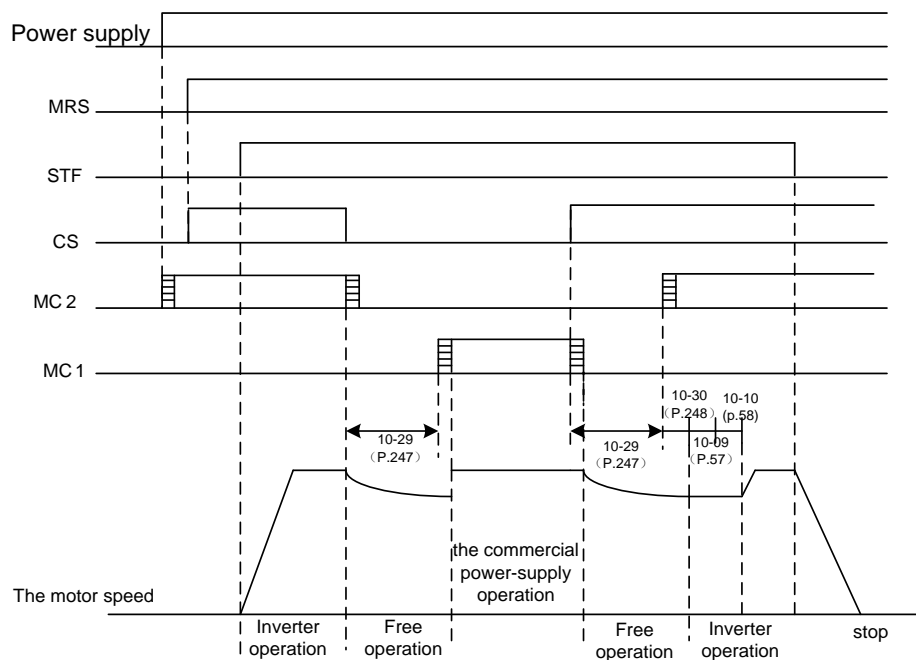 Power supply
MRS
STF
CS
MC 2
MC 1
10-29
（P.247）
10-29
（P.247）
10-30
（P.248）
10-09
（P.57）
10-10
(p.58)
the commercial
power-supply
operation
The motor speed
Inverter
operation
Free
operation
Free
operation
Inverter
operation
stop